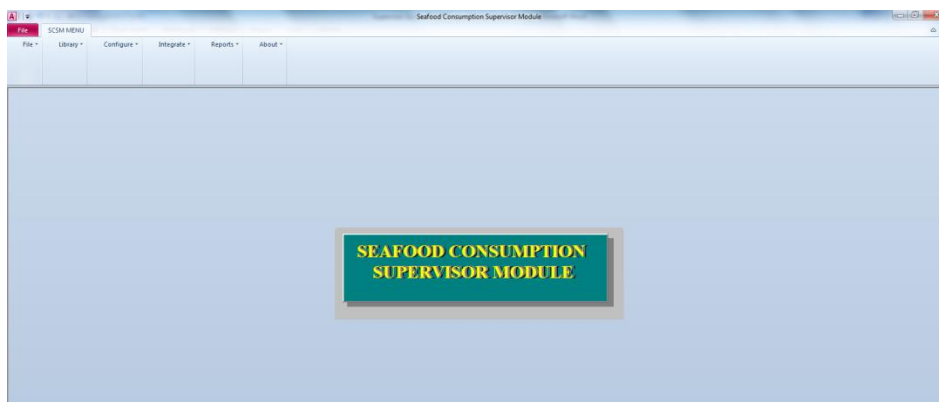 Seafood Consumption Supervisor Module
File SCSM MENU
File Library Configure Integrate Reports About
SEAFOOD CONSUMPTION
SUPERVISOR MODULE